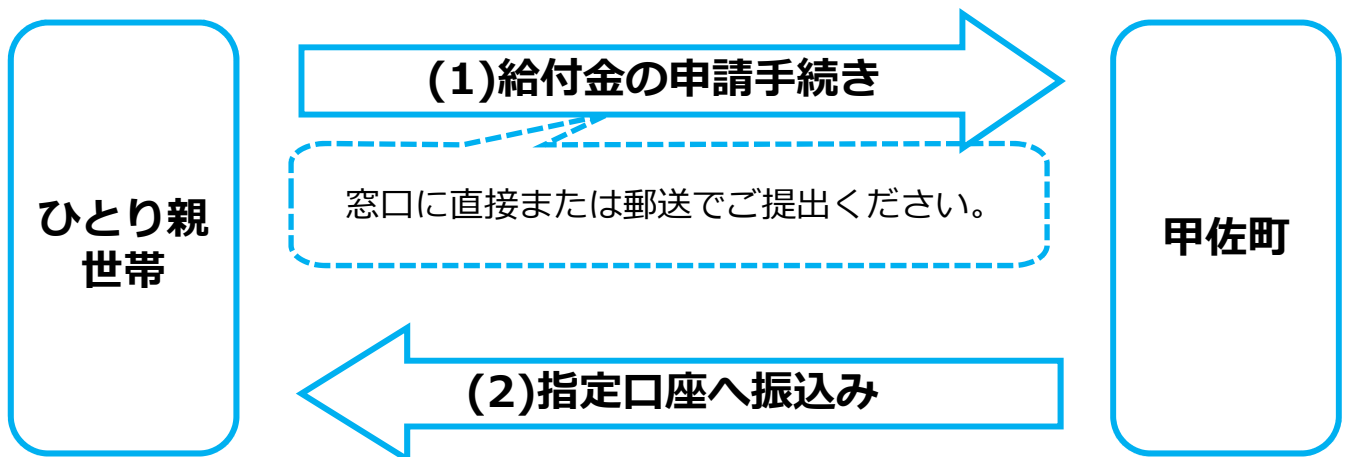 ひとり親
世帯
(1)給付金の申請手続き
窓口に直接または郵送でご提出ください。
(2)指定口座へ振込み
甲佐町